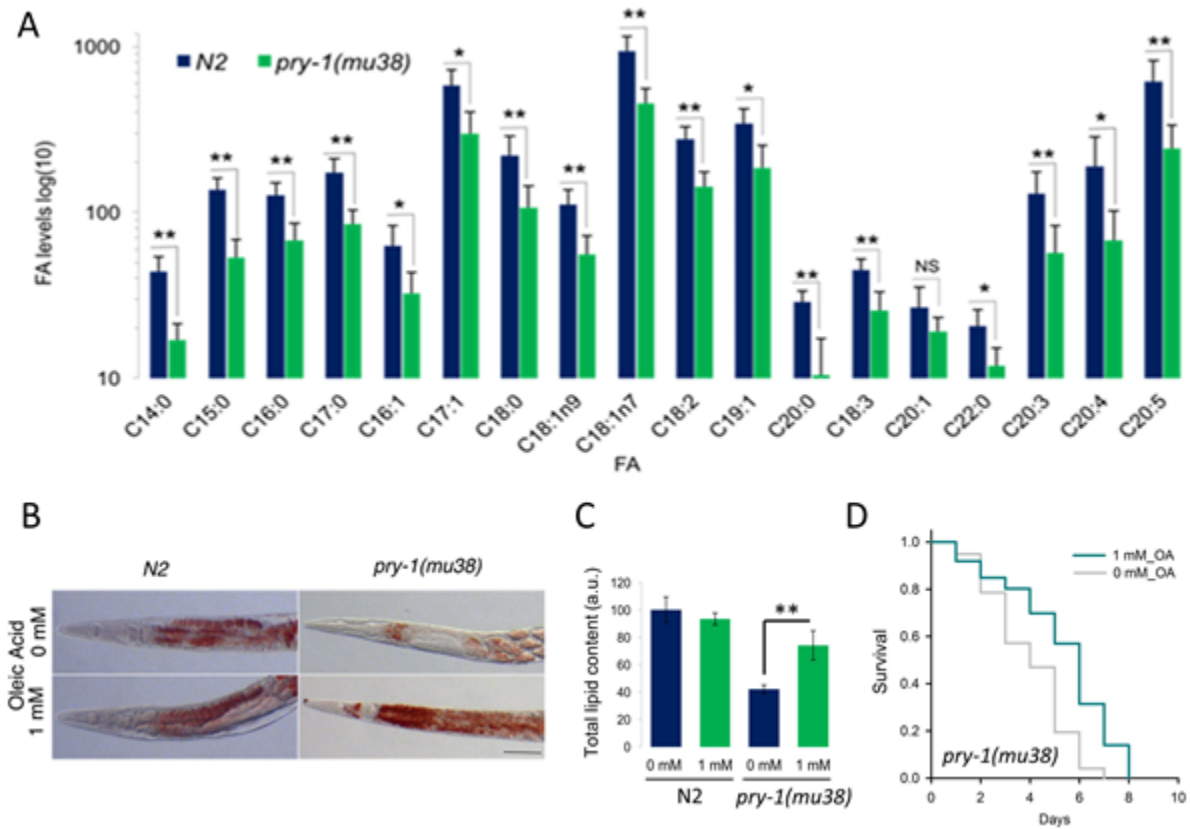 A
N2 pry-1(mu38)
FA levels log(10)
1000
100
10
** ** ** ** * * ** ** ** ** * ** ** NS * ** * **
C14:0 C15:0 C16:0 C17:0 C16:1 C17:1 C18:0 C18:1n9 C18:1n7 C18:2 C19:1 C20:0 C18:3 C20:1 C22:0 C20:3 C20:4 C20:5
FA
B
N2 pry-1(mu38)
Oleic Acid
0 mM
1 mM
C
Total lipid content (a.u.)
120
100
80
60
40
20
0
**
0 mM 1 mM 0 mM 1 mM
N2 pry-1(mu38)
D
Survival
1.0
0.8
0.6
0.4
0.2
0.0
1 mM_OA
0 mM_OA
pry-1(mu38)
0 2 4 6 8 10
Days